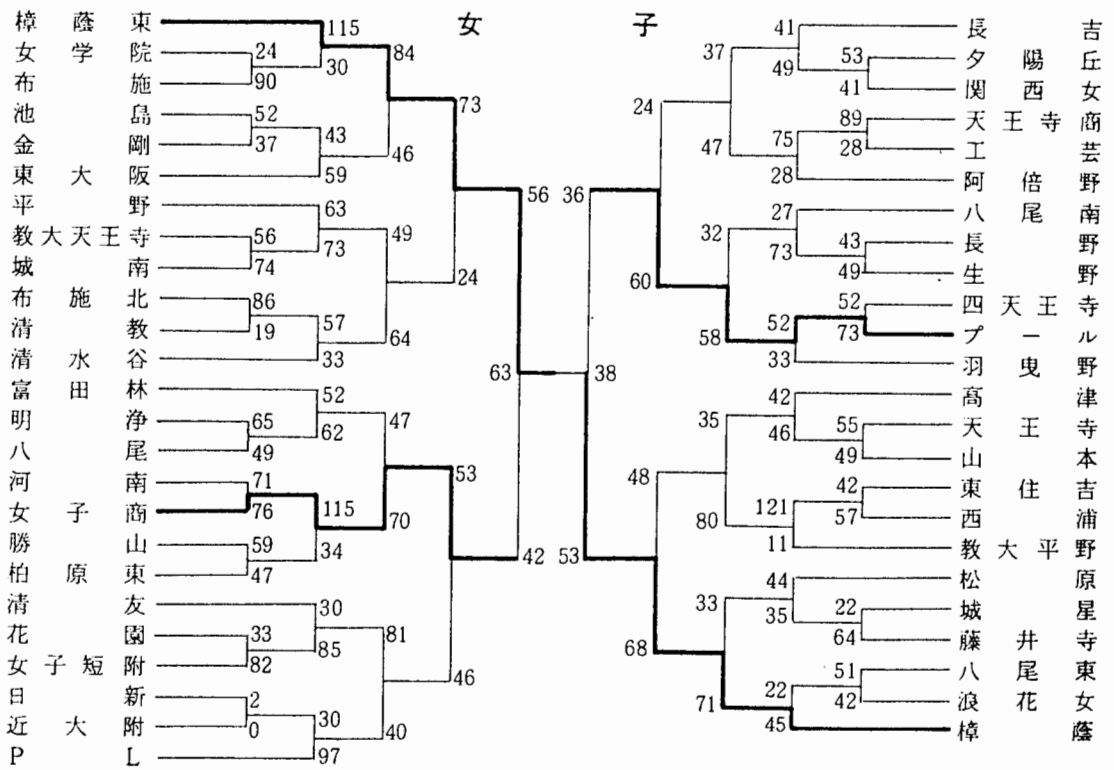 女子
樟蔭東
女学院
布施
池島
金剛
東大阪
平野
教大天王寺
城南
布施北
清教
清水谷
富田林
明浄
八尾
河南
女子商
勝山
柏原東
清友
花園
女子短附
日新
近大附
PL
24
90
52
37
56
74
86
19
65
49
71
76
59
47
33
82
2
0
115
30
43
59
63
73
57
33
52
62
115
34
30
85
30
97
84
46
49
64
47
70
81
40
73
24
53
46
56
42
63
38
36
53
24
60
48
68
37
47
32
58
35
80
33
71
41
49
75
28
27
73
52
33
42
46
121
11
44
35
22
45
53
41
89
28
43
49
52
73
55
49
42
57
22
64
51
42
長吉
夕陽丘
関西女
天王寺商
工芸
阿倍野
八尾南
長野
生野
四天王寺
プール
羽曳野
高津
天王寺
山本
東住吉
西浦
教大平野
松原
城星
藤井寺
八尾東
浪花女
樟蔭